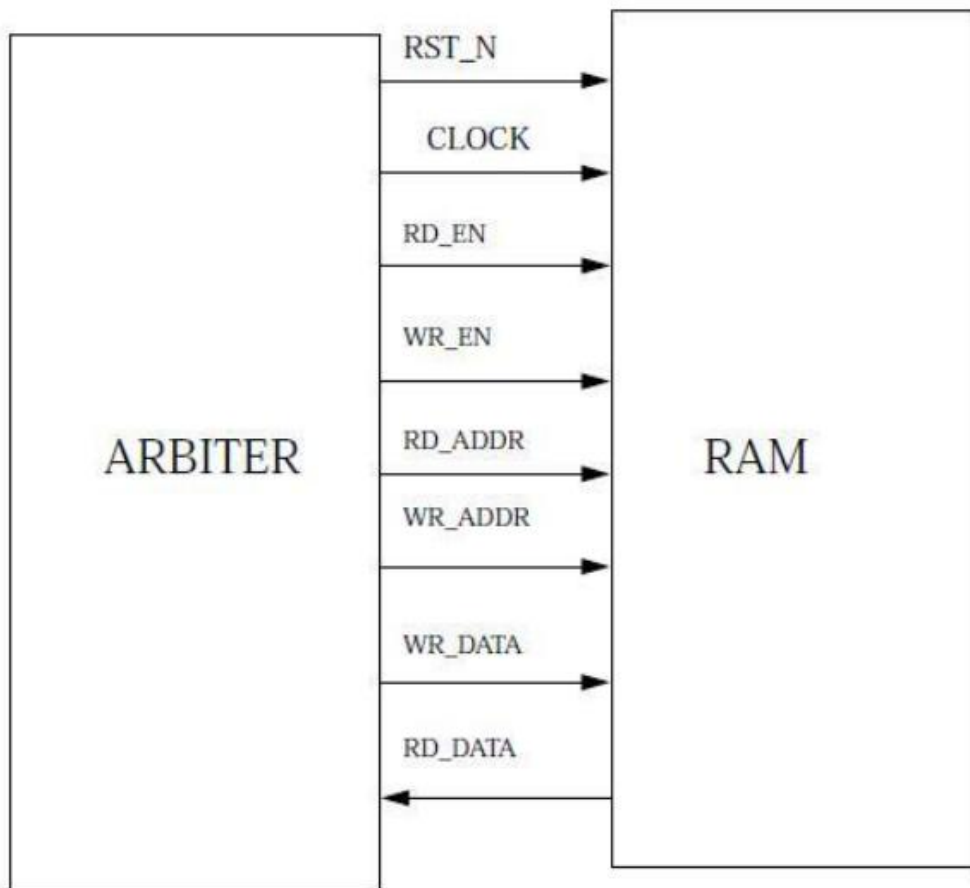 RST_N
CLOCK
RD_EN
WR_EN
ARBITER
RD_ADDR
RAM
WR_ADDR
WR_DATA
RD_DATA